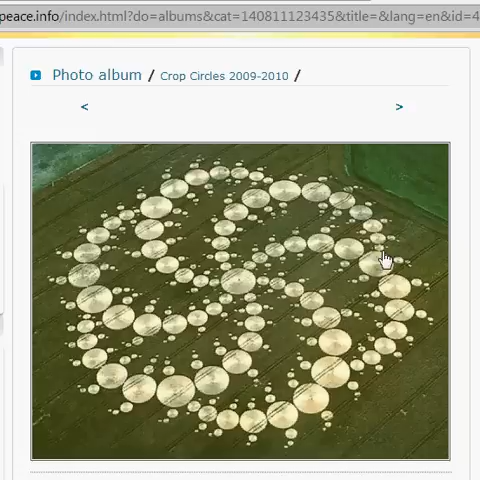 peace.info/index.html?do=albums&cat=140811123435&title=&lang=en&id=4
Photo album / Crop Circles 2009-2010 /
< >